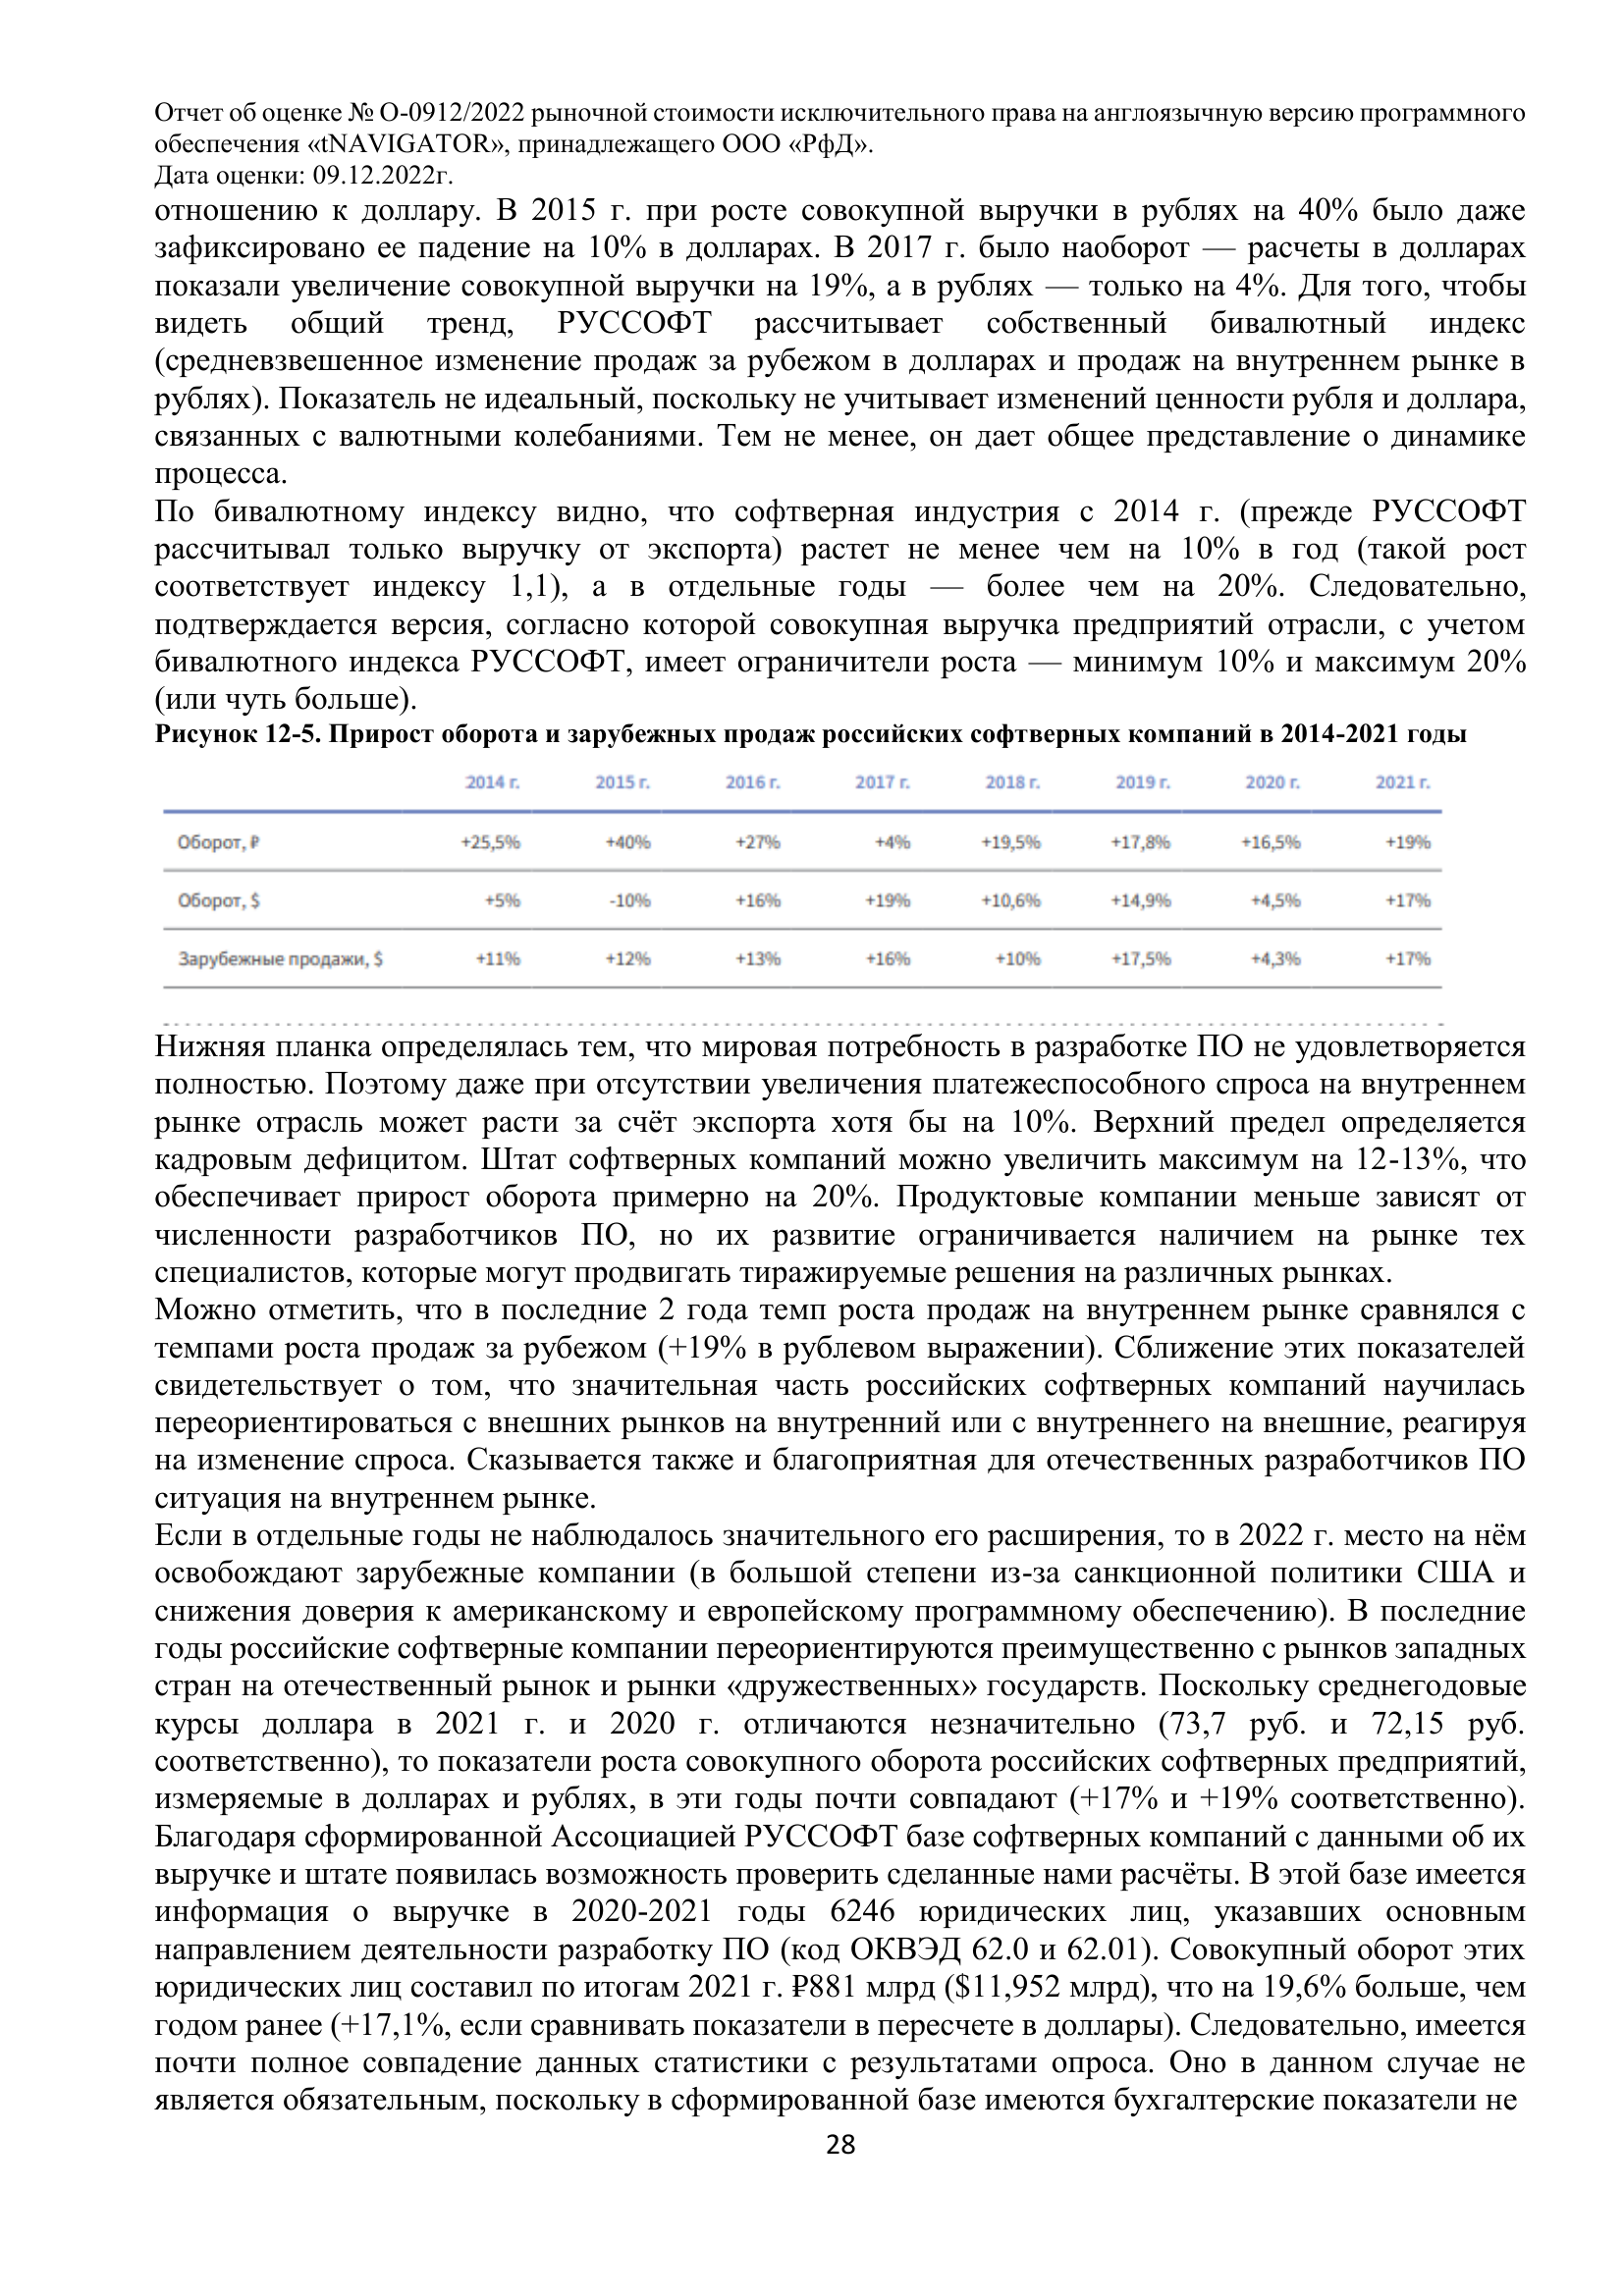 Отчет об оценке № О-0912/2022 рыночной стоимости исключительного права на англоязычную версию программного
обеспечения «tNAVIGATOR», принадлежащего ООО «РфД».
Дата оценки: 09.12.2022г.
отношению к доллару. В 2015 г. при росте совокупной выручки в рублях на 40% было даже
зафиксировано ее падение на 10% в долларах. В 2017 г. было наоборот — расчеты в долларах
показали увеличение совокупной выручки на 19%, а в рублях — только на 4%. Для того, чтобы
видеть общий тренд, РУССОФТ рассчитывает собственный бивалютный индекс
(средневзвешенное изменение продаж за рубежом в долларах и продаж на внутреннем рынке в
рублях). Показатель не идеальный, поскольку не учитывает изменений ценности рубля и доллара,
связанных с валютными колебаниями. Тем не менее, он дает общее представление о динамике
процесса.
По бивалютному индексу видно, что софтверная индустрия с 2014 г. (прежде РУССОФТ
рассчитывал только выручку от экспорта) растет не менее чем на 10% в год (такой рост
соответствует индексу 1,1), а в отдельные годы — более чем на 20%. Следовательно,
подтверждается версия, согласно которой совокупная выручка предприятий отрасли, с учетом
бивалютного индекса РУССОФТ, имеет ограничители роста — минимум 10% и максимум 20%
(или чуть больше).
Рисунок 12-5. Прирост оборота и зарубежных продаж российских софтверных компаний в 2014-2021 годы
2014 г. 2015 г. 2016 г. 2017 г. 2018 г. 2019 г. 2020 г. 2021 г.
Оборот, ₽ +25,5% +40% +27% +4% +19,5% +17,8% +16,5% +19%
Оборот, $ +5% -10% +16% +19% +10,6% +14,9% +4,5% +17%
Зарубежные продажи, $ +11% +12% +13% +16% +10% +17,5% +4,3% +17%
Нижняя планка определялась тем, что мировая потребность в разработке ПО не удовлетворяется
полностью. Поэтому даже при отсутствии увеличения платежеспособного спроса на внутреннем
рынке отрасль может расти за счёт экспорта хотя бы на 10%. Верхний предел определяется
кадровым дефицитом. Штат софтверных компаний можно увеличить максимум на 12-13%, что
обеспечивает прирост оборота примерно на 20%. Продуктовые компании меньше зависят от
численности разработчиков ПО, но их развитие ограничивается наличием на рынке тех
специалистов, которые могут продвигать тиражируемые решения на различных рынках.
Можно отметить, что в последние 2 года темп роста продаж на внутреннем рынке сравнялся с
темпами роста продаж за рубежом (+19% в рублевом выражении). Сближение этих показателей
свидетельствует о том, что значительная часть российских софтверных компаний научилась
переориентироваться с внешних рынков на внутренний или с внутреннего на внешние, реагируя
на изменение спроса. Сказывается также и благоприятная для отечественных разработчиков ПО
ситуация на внутреннем рынке.
Если в отдельные годы не наблюдалось значительного его расширения, то в 2022 г. место на нём
освобождают зарубежные компании (в большой степени из-за санкционной политики США и
снижения доверия к американскому и европейскому программному обеспечению). В последние
годы российские софтверные компании переориентируются преимущественно с рынков западных
стран на отечественный рынок и рынки «дружественных» государств. Поскольку среднегодовые
курсы доллара в 2021 г. и 2020 г. отличаются незначительно (73,7 руб. и 72,15 руб.
соответственно), то показатели роста совокупного оборота российских софтверных предприятий,
измеряемые в долларах и рублях, в эти годы почти совпадают (+17% и +19% соответственно).
Благодаря сформированной Ассоциацией РУССОФТ базе софтверных компаний с данными об их
выручке и штате появилась возможность проверить сделанные нами расчёты. В этой базе имеется
информация о выручке в 2020-2021 годы 6246 юридических лиц, указавших основным
направлением деятельности разработку ПО (код ОКВЭД 62.0 и 62.01). Совокупный оборот этих
юридических лиц составил по итогам 2021 г. ₽881 млрд ($11,952 млрд), что на 19,6% больше, чем
годом ранее (+17,1%, если сравнивать показатели в пересчете в доллары). Следовательно, имеется
почти полное совпадение данных статистики с результатами опроса. Оно в данном случае не
является обязательным, поскольку в сформированной базе имеются бухгалтерские показатели не
28